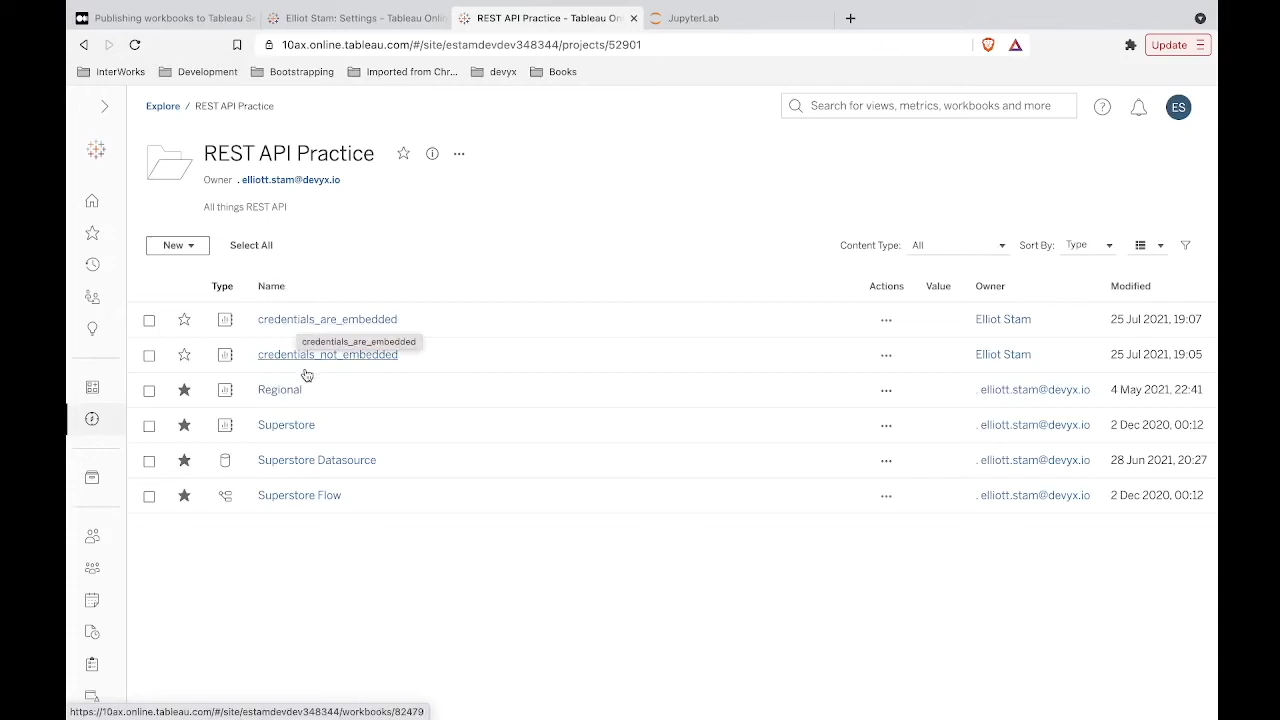 Publishing workbooks to Tableau Se
Elliot Stam: Settings - Tableau Onlin
REST API Practice - Tableau Onlin
JupyterLab
10ax.online.tableau.com/#/site/estamdevdev348344/projects/52901
Update
InterWorks
Development
Bootstrapping
Imported from Chr...
devyx
Books
Explore / REST API Practice
Search for views, metrics, workbooks and more
ES
REST API Practice
Owner . elliott.stam@devyx.io
All things REST API
New
Select All
Content Type: All
Sort By: Type
Type Name Actions Value Owner Modified
credentials_are_embedded ... Elliot Stam 25 Jul 2021, 19:07
credentials_are_embedded
credentials_not_embedded ... Elliot Stam 25 Jul 2021, 19:05
Regional ... . elliott.stam@devyx.io 4 May 2021, 22:41
Superstore ... . elliott.stam@devyx.io 2 Dec 2020, 00:12
Superstore Datasource ... . elliott.stam@devyx.io 28 Jun 2021, 20:27
Superstore Flow ... . elliott.stam@devyx.io 2 Dec 2020, 00:12
https://10ax.online.tableau.com/#/site/estamdevdev348344/workbooks/82479